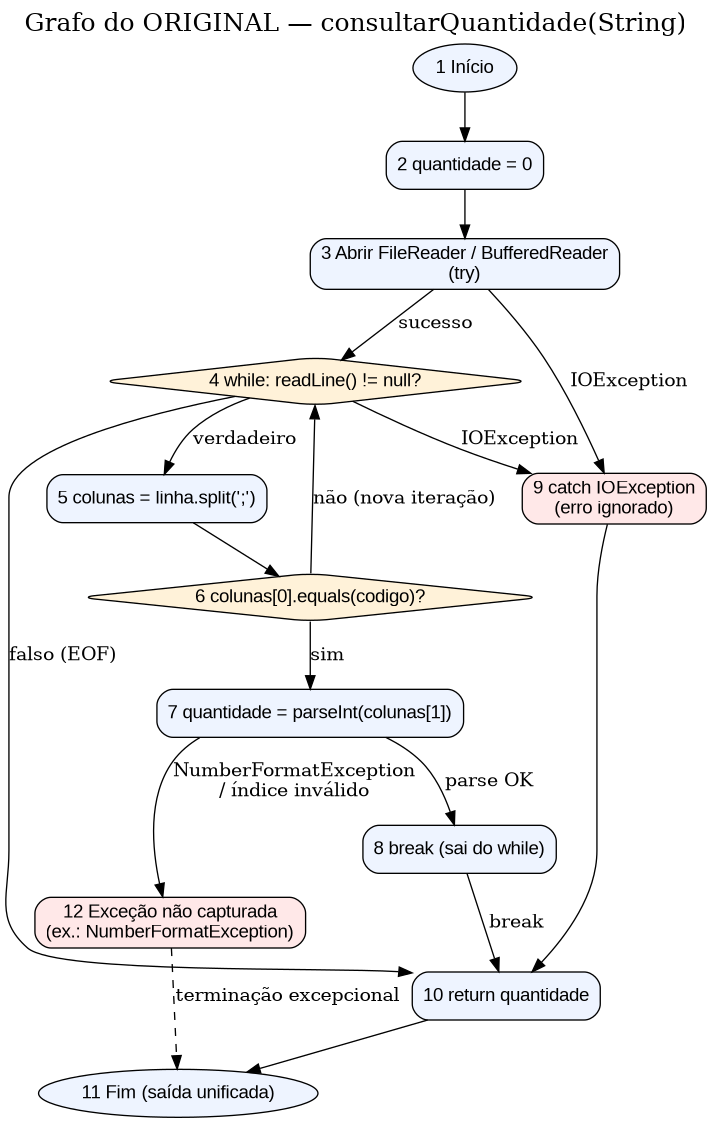 Grafo do ORIGINAL — consultarQuantidade(String)
1 Início
2 quantidade = 0
3 Abrir FileReader / BufferedReader
(try)
sucesso
IOException
4 while: readLine() != null?
verdadeiro
IOException
5 colunas = linha.split(';')
não (nova iteração)
9 catch IOException
(erro ignorado)
6 colunas[0].equals(codigo)?
falso (EOF)
sim
7 quantidade = parseInt(colunas[1])
NumberFormatException
/ índice inválido
parse OK
8 break (sai do while)
12 Exceção não capturada
(ex.: NumberFormatException)
break
terminação excepcional
10 return quantidade
11 Fim (saída unificada)